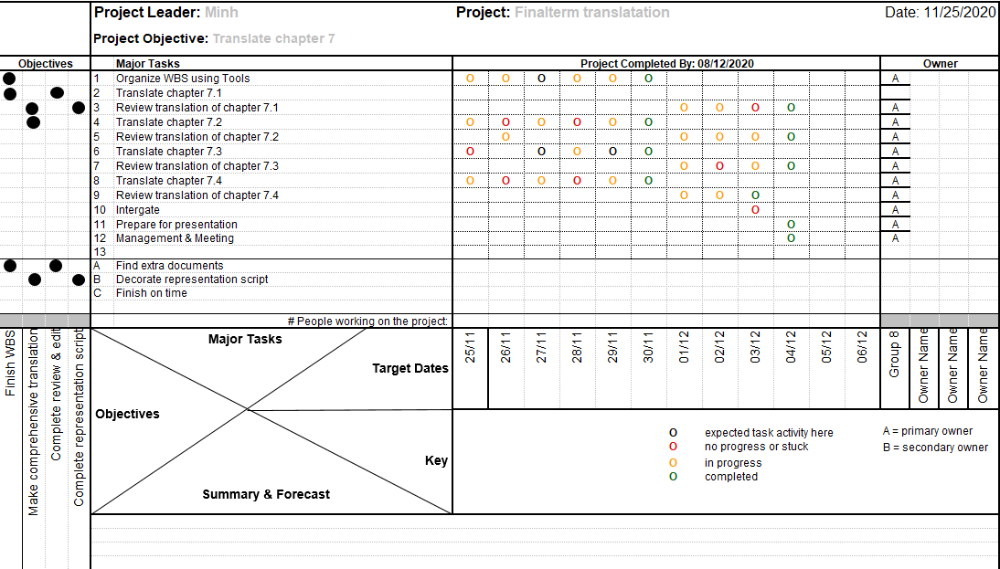 Project Leader: Minh Project: Finalterm translatation Date: 11/25/2020
Project Objective: Translate chapter 7
Objectives Major Tasks Project Completed By: 08/12/2020 Owner
1 Organize WBS using Tools O O O O O O A
2 Translate chapter 7.1
3 Review translation of chapter 7.1 O O O O A
4 Translate chapter 7.2 O O O O O O A
5 Review translation of chapter 7.2 O O O O O A
6 Translate chapter 7.3 O O O O O A
7 Review translation of chapter 7.3 O O O O A
8 Translate chapter 7.4 O O O O O O A
9 Review translation of chapter 7.4 O O O A
10 Intergate O A
11 Prepare for presentation O A
12 Management & Meeting O A
13
A Find extra documents
B Decorate representation script
C Finish on time
# People working on the project:
Finish WBS
Make comprehensive translation
Complete review & edit
Complete representation script
Major Tasks
Target Dates
Objectives
Key
Summary & Forecast
25/11
26/11
27/11
28/11
29/11
30/11
01/12
02/12
03/12
04/12
05/12
06/12
Group 8
Owner Name
Owner Name
Owner Name
O expected task activity here A = primary owner
O no progress or stuck B = secondary owner
O in progress
O completed